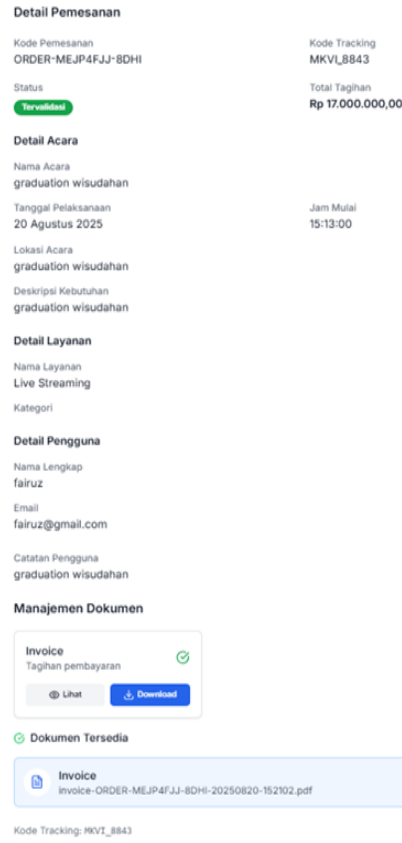 Detail Pemesanan
Kode Pemesanan
ORDER-MEJP4FJJ-8DHI
Kode Tracking
MKVI_8843
Status
Tervalidasi
Total Tagihan
Rp 17.000.000,00
Detail Acara
Nama Acara
graduation wisudahan
Tanggal Pelaksanaan
20 Agustus 2025
Jam Mulai
15:13:00
Lokasi Acara
graduation wisudahan
Deskripsi Kebutuhan
graduation wisudahan
Detail Layanan
Nama Layanan
Live Streaming
Kategori
Detail Pengguna
Nama Lengkap
fairuz
Email
fairuz@gmail.com
Catatan Pengguna
graduation wisudahan
Manajemen Dokumen
Invoice
Tagihan pembayaran
Lihat
Download
Dokumen Tersedia
Invoice
invoice-ORDER-MEJP4FJJ-8DHI-20250820-152102.pdf
Kode Tracking: MKVI_8843